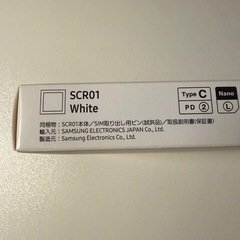 SCR01
White
Type C
PD 2
Nano
L
同梱物：SCR01本体／SIM取り出し用ピン(試供品)／取扱説明書(保証書)
輸入元：SAMSUNG ELECTRONICS JAPAN Co., Ltd.
製造元：Samsung Electronics Co., Ltd.